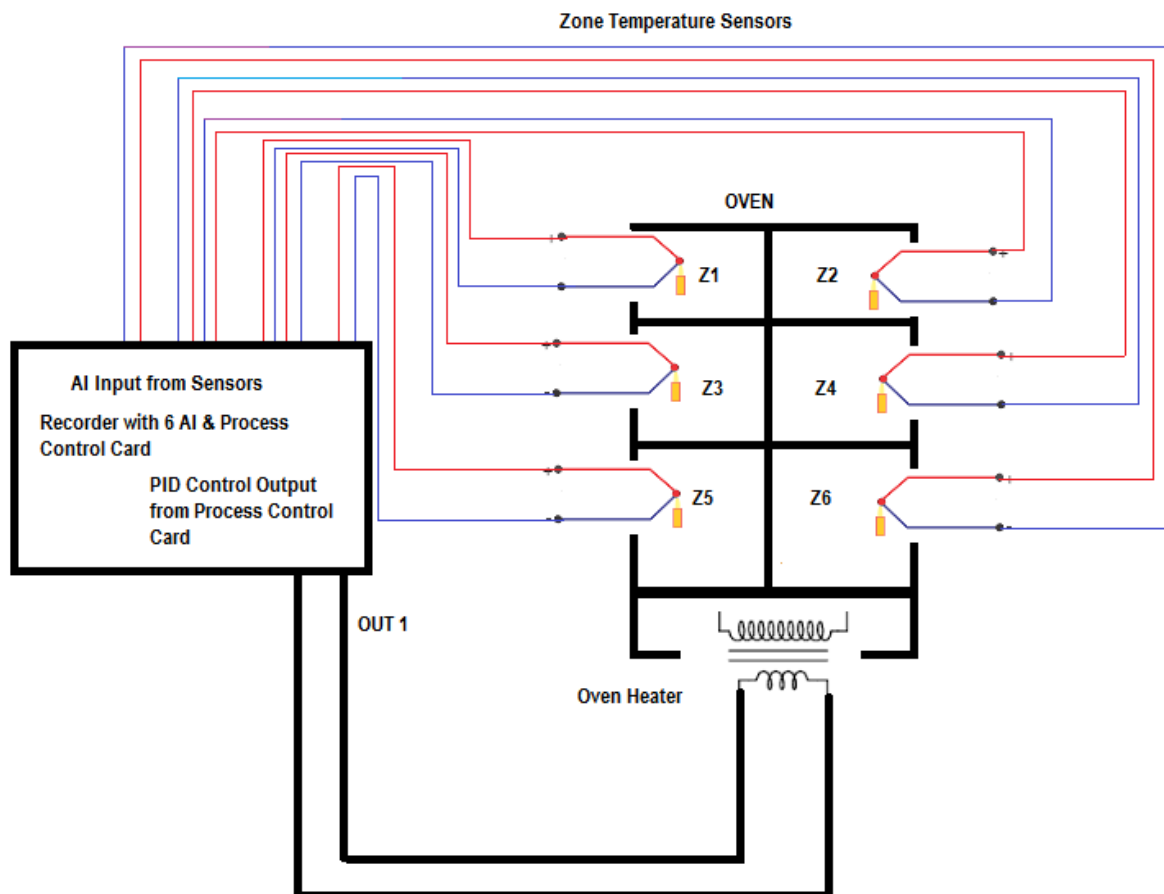 Zone Temperature Sensors
OVEN
Z1
Z2
AI Input from Sensors
Recorder with 6 AI & Process
Control Card
PID Control Output
from Process Control
Card
Z3
Z4
Z5
Z6
OUT 1
Oven Heater